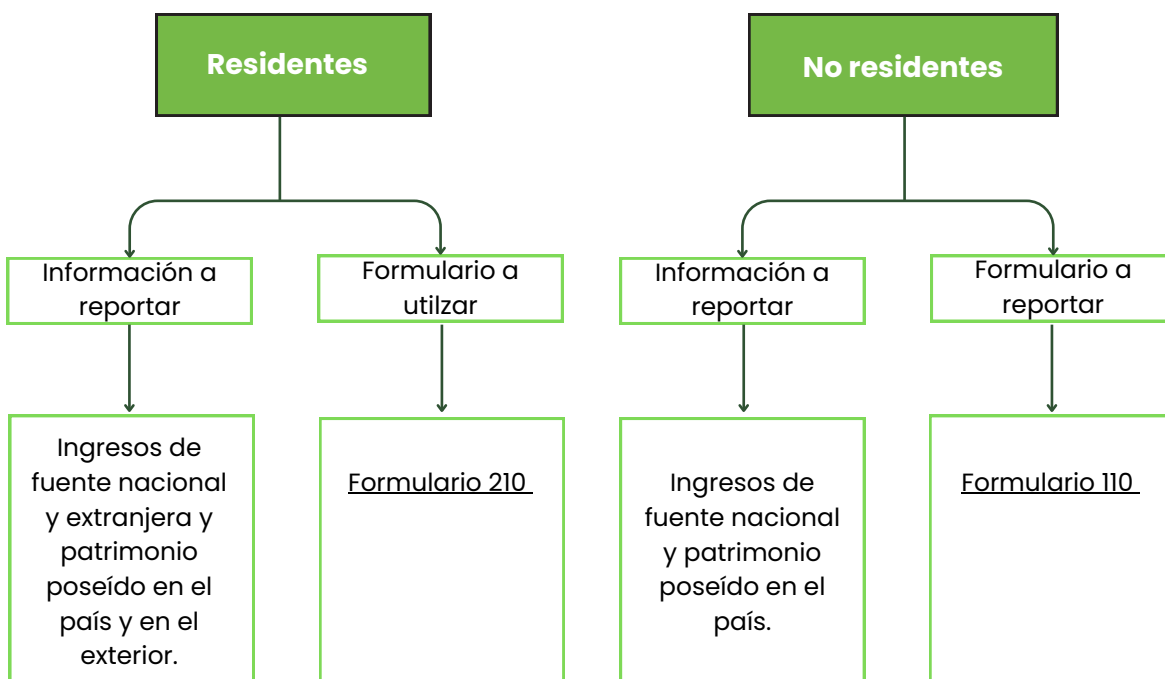 Residentes
No residentes
Información a
reportar
Formulario a
utilzar
Información a
reportar
Formulario a
reportar
Ingresos de
fuente nacional
y extranjera y
patrimonio
poseído en el
país y en el
exterior.
Formulario 210
Ingresos de
fuente nacional
y patrimonio
poseído en el
país.
Formulario 110